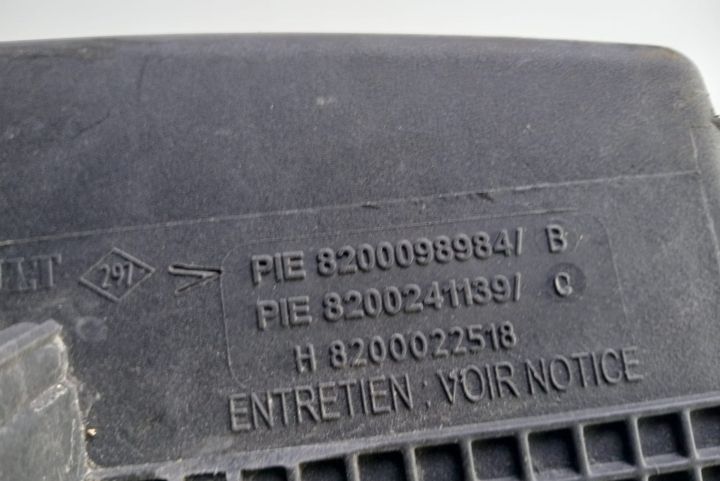 297 > PIE 8200098984/ B
PIE 8200241139/ C
H 8200022518
ENTRETIEN : VOIR NOTICE